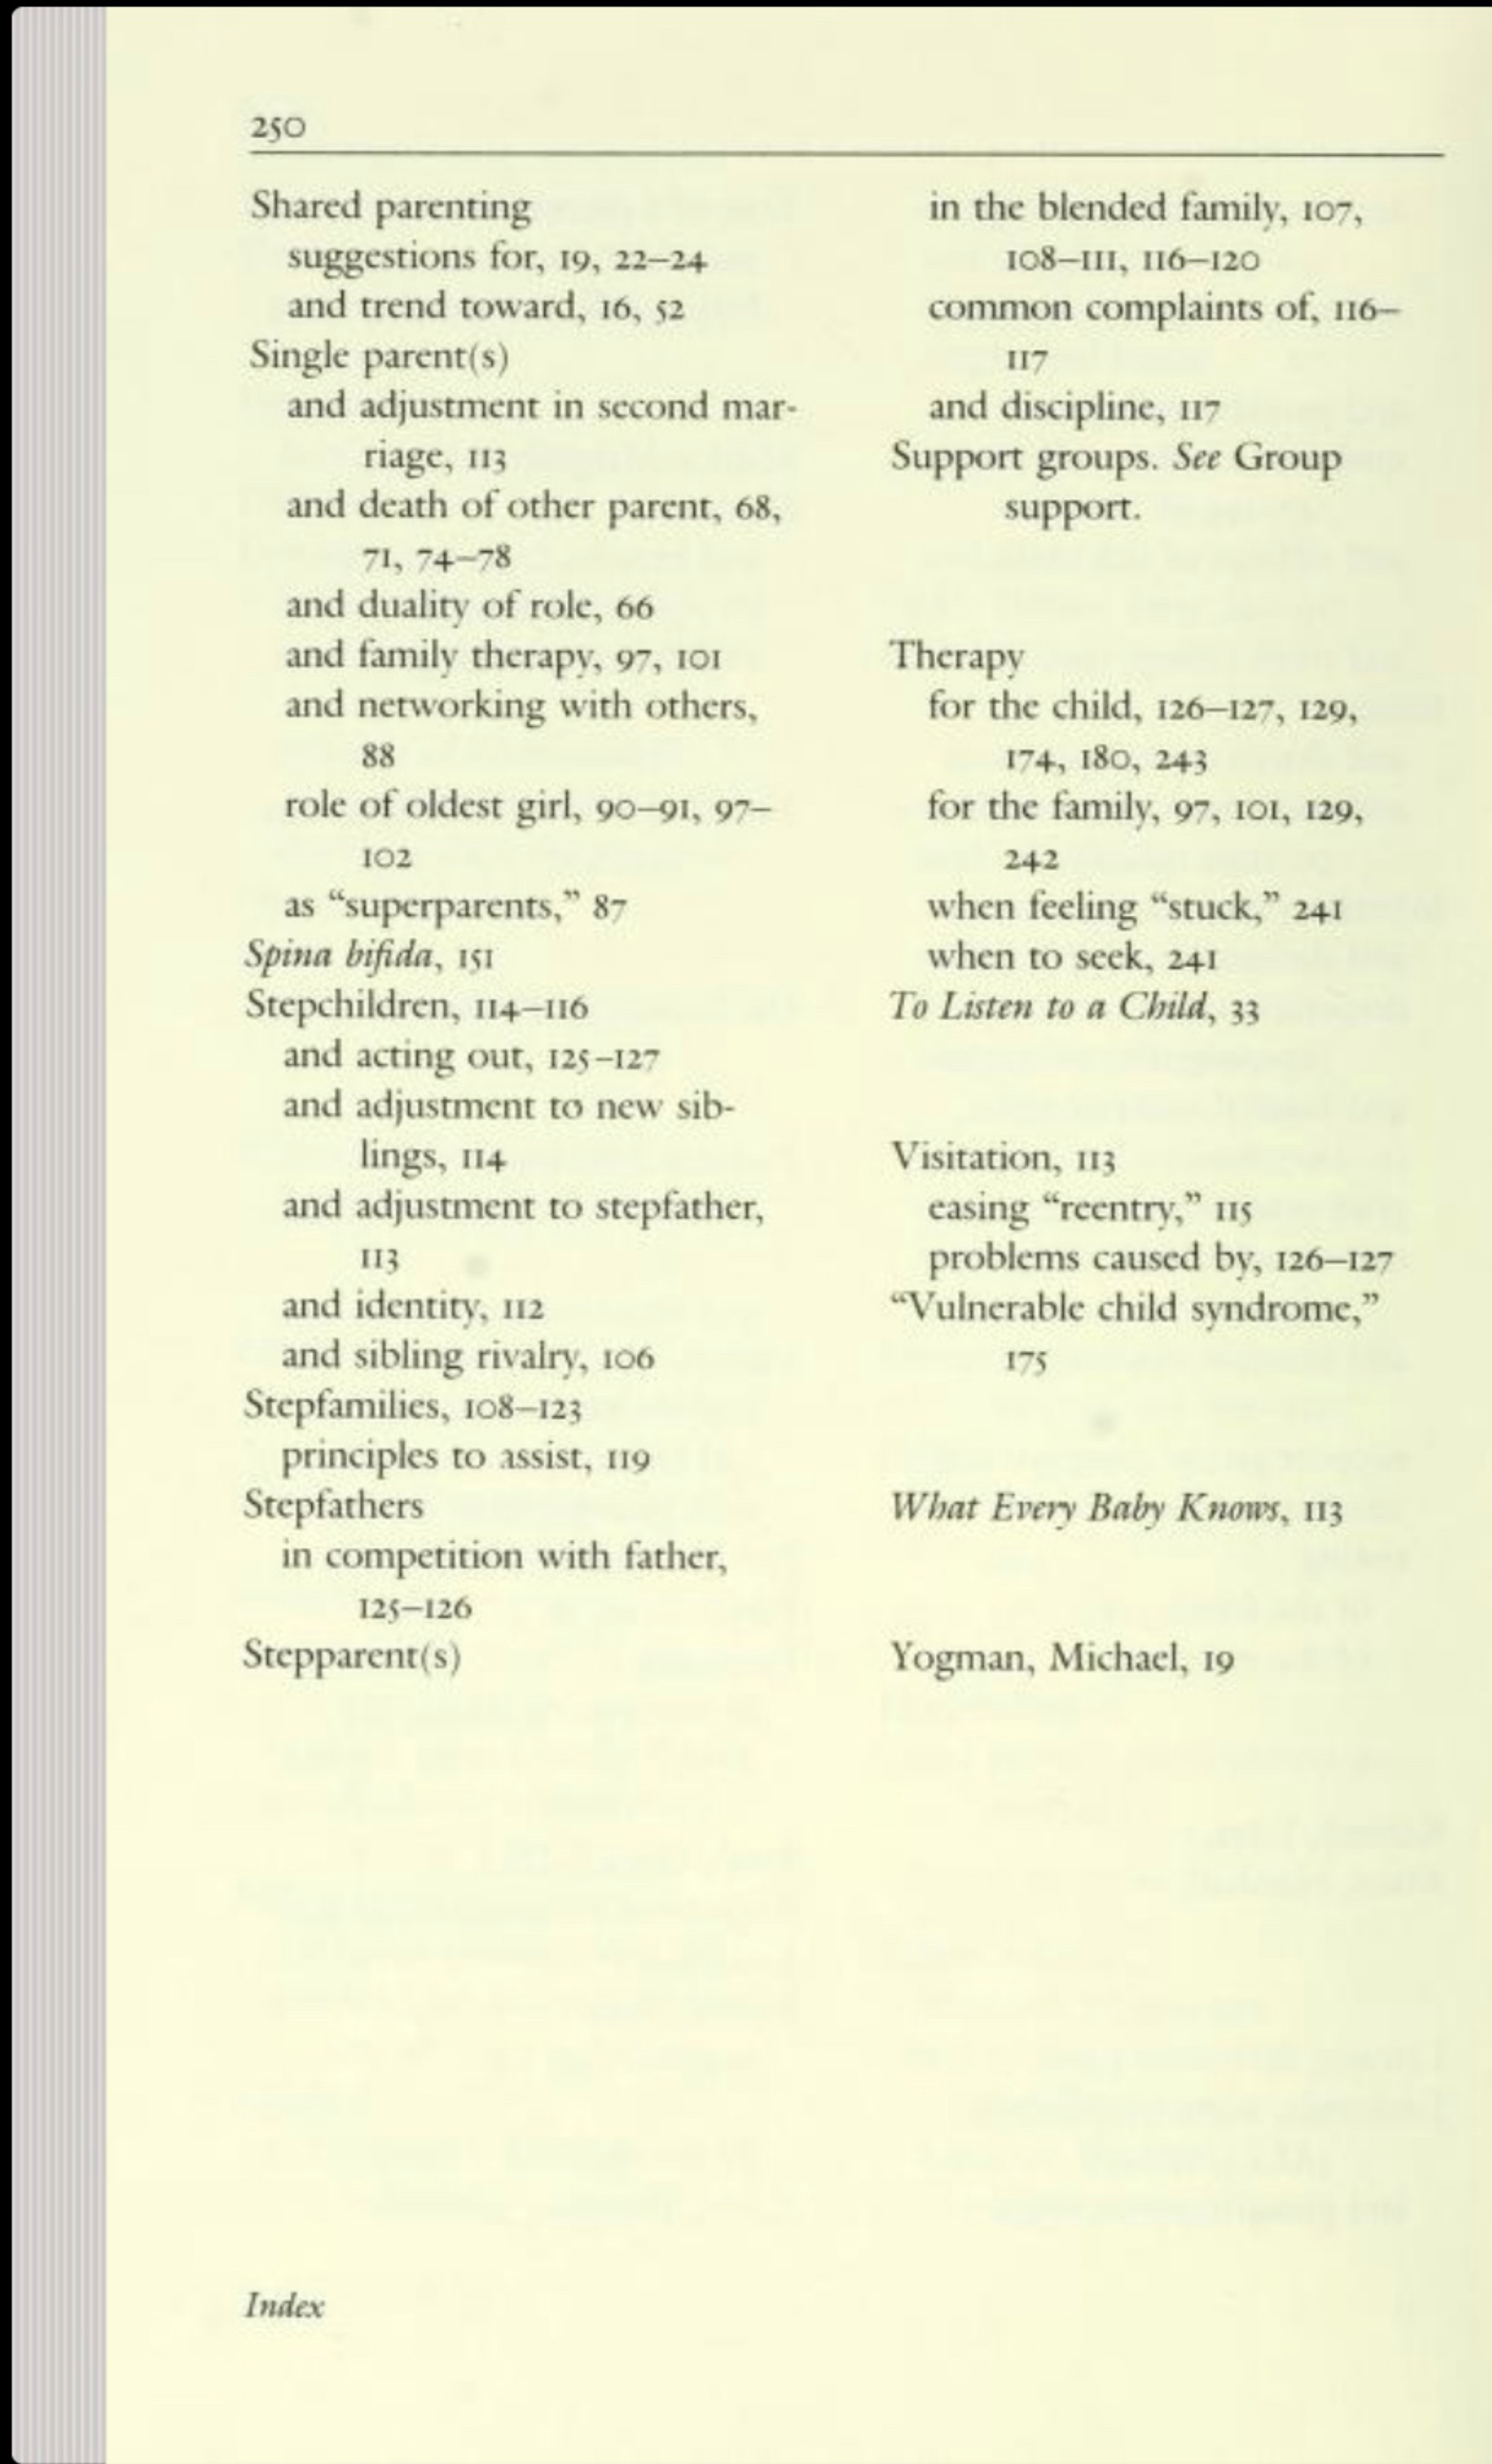 250
Shared parenting
suggestions for, 19, 22–24
and trend toward, 16, 52
Single parent(s)
and adjustment in second mar-
riage, 113
and death of other parent, 68,
71, 74–78
and duality of role, 66
and family therapy, 97, 101
and networking with others,
88
role of oldest girl, 90–91, 97–
102
as “superparents,” 87
Spina bifida, 151
Stepchildren, 114–116
and acting out, 125–127
and adjustment to new sib-
lings, 114
and adjustment to stepfather,
113
and identity, 112
and sibling rivalry, 106
Stepfamilies, 108–123
principles to assist, 119
Stepfathers
in competition with father,
125–126
Stepparent(s)
in the blended family, 107,
108–111, 116–120
common complaints of, 116–
117
and discipline, 117
Support groups. See Group
support.
Therapy
for the child, 126–127, 129,
174, 180, 243
for the family, 97, 101, 129,
242
when feeling “stuck,” 241
when to seek, 241
To Listen to a Child, 33
Visitation, 113
easing “reentry,” 115
problems caused by, 126–127
“Vulnerable child syndrome,”
175
What Every Baby Knows, 113
Yogman, Michael, 19
Index